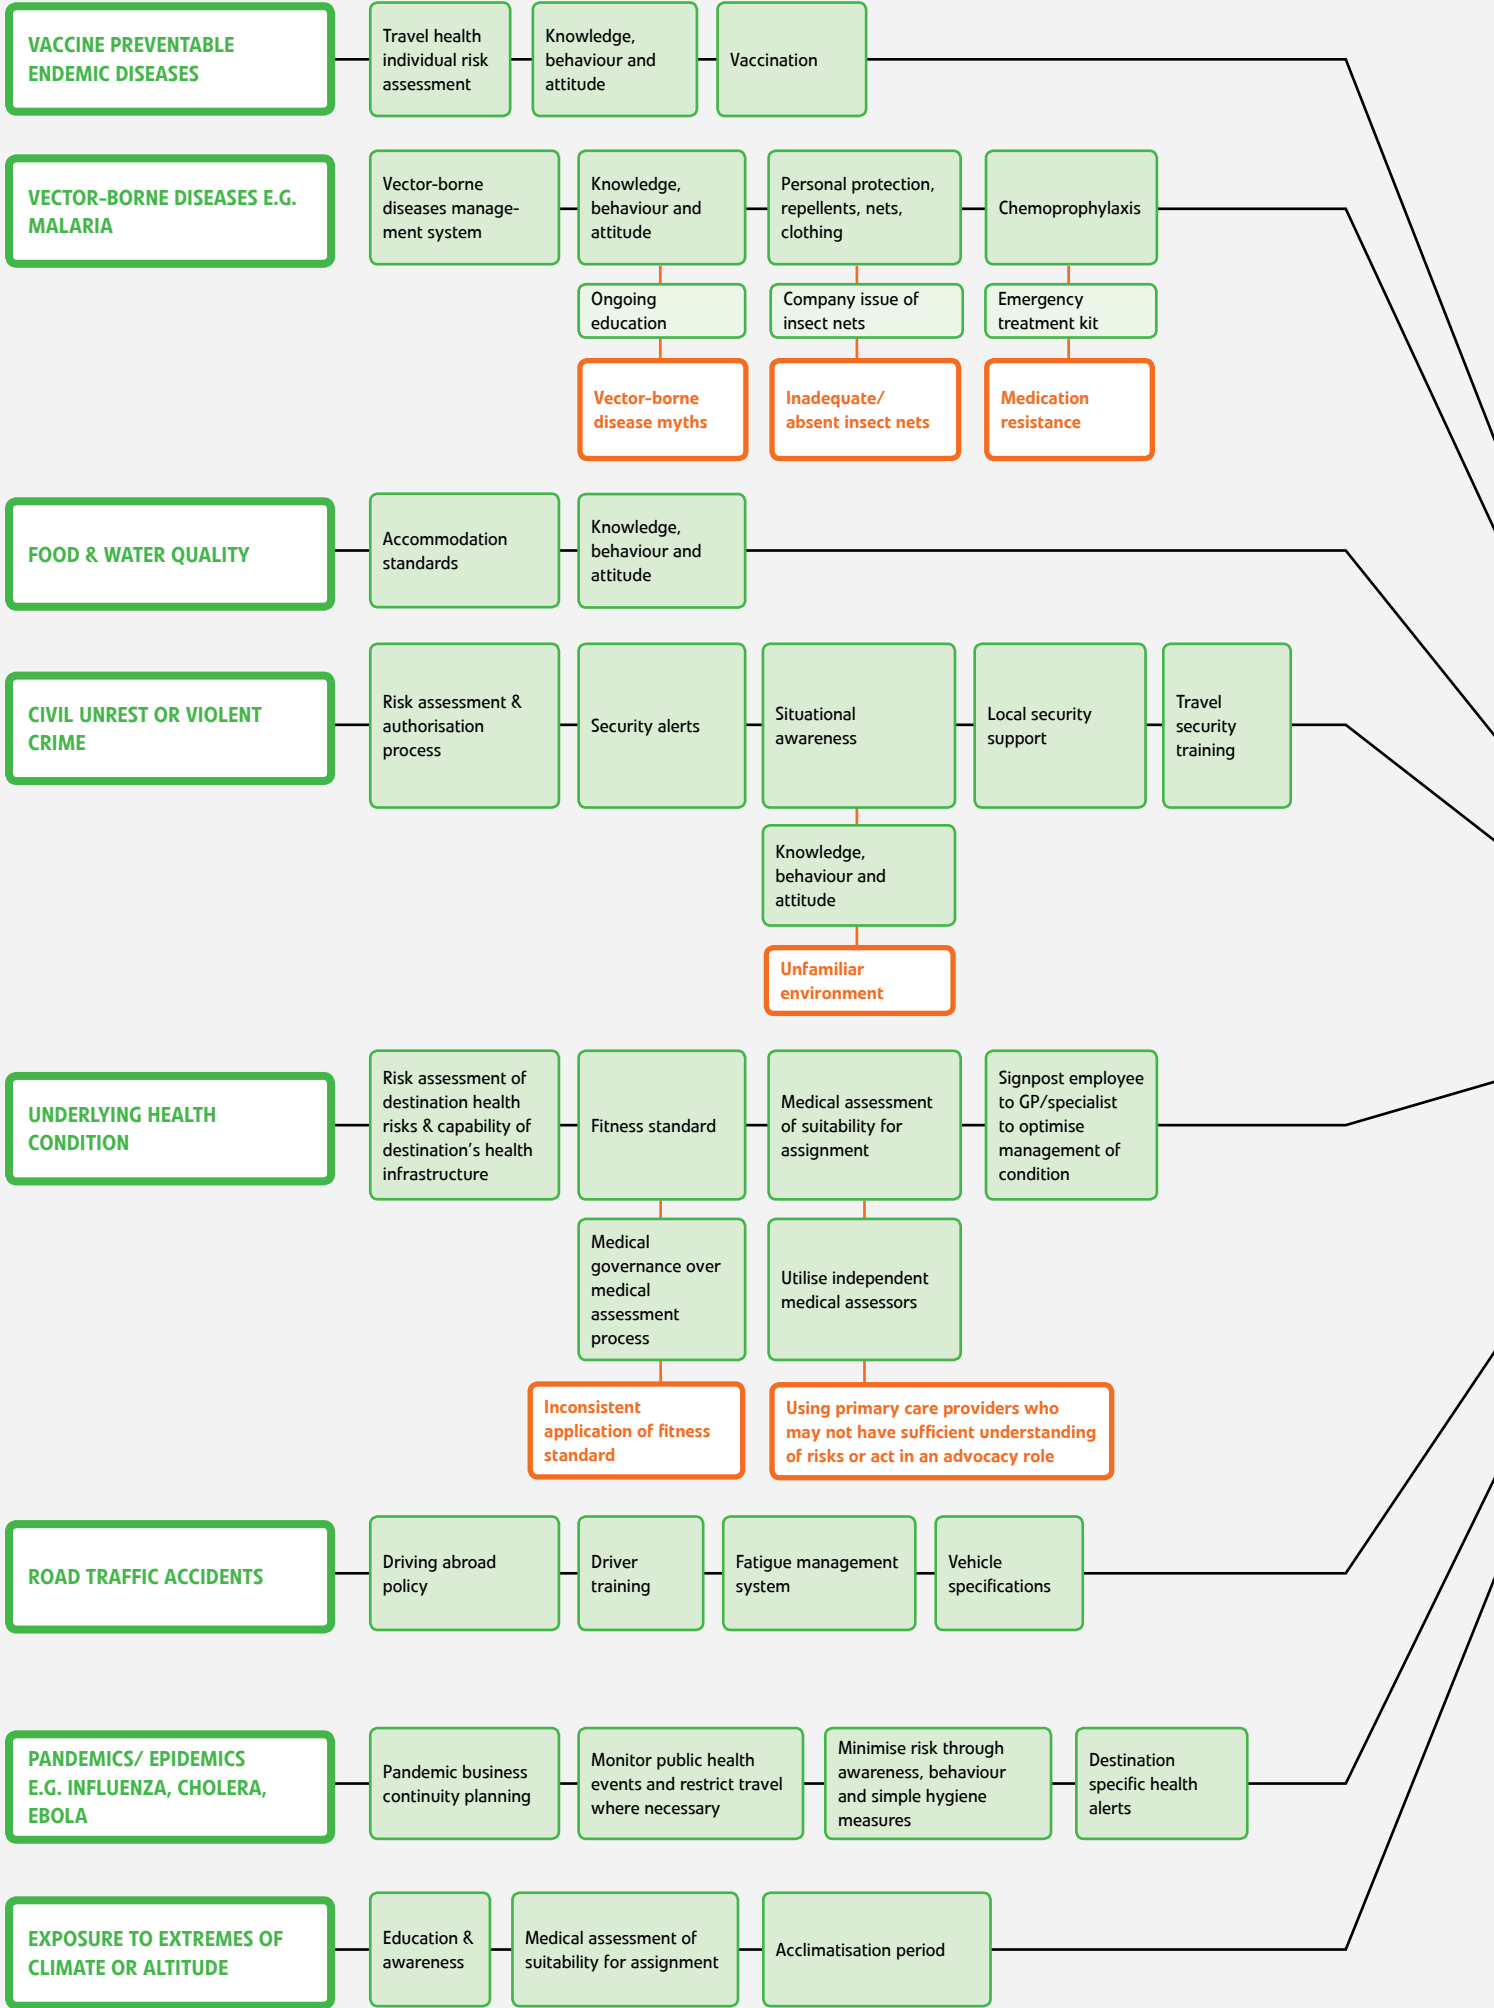 VACCINE PREVENTABLE
ENDEMIC DISEASES
Travel health
individual risk
assessment
Knowledge,
behaviour and
attitude
Vaccination
VECTOR-BORNE DISEASES E.G.
MALARIA
Vector-borne
diseases manage-
ment system
Knowledge,
behaviour and
attitude
Personal protection,
repellents, nets,
clothing
Chemoprophylaxis
Ongoing
education
Company issue of
insect nets
Emergency
treatment kit
Vector-borne
disease myths
Inadequate/
absent insect nets
Medication
resistance
FOOD & WATER QUALITY
Accommodation
standards
Knowledge,
behaviour and
attitude
CIVIL UNREST OR VIOLENT
CRIME
Risk assessment &
authorisation
process
Security alerts
Situational
awareness
Local security
support
Travel
security
training
Knowledge,
behaviour and
attitude
Unfamiliar
environment
UNDERLYING HEALTH
CONDITION
Risk assessment of
destination health
risks & capability of
destination's health
infrastructure
Fitness standard
Medical assessment
of suitability for
assignment
Signpost employee
to GP/specialist
to optimise
management of
condition
Medical
governance over
medical
assessment
process
Utilise independent
medical assessors
Inconsistent
application of fitness
standard
Using primary care providers who
may not have sufficient understanding
of risks or act in an advocacy role
ROAD TRAFFIC ACCIDENTS
Driving abroad
policy
Driver
training
Fatigue management
system
Vehicle
specifications
PANDEMICS/ EPIDEMICS
E.G. INFLUENZA, CHOLERA,
EBOLA
Pandemic business
continuity planning
Monitor public health
events and restrict travel
where necessary
Minimise risk through
awareness, behaviour
and simple hygiene
measures
Destination
specific health
alerts
EXPOSURE TO EXTREMES OF
CLIMATE OR ALTITUDE
Education &
awareness
Medical assessment of
suitability for assignment
Acclimatisation period